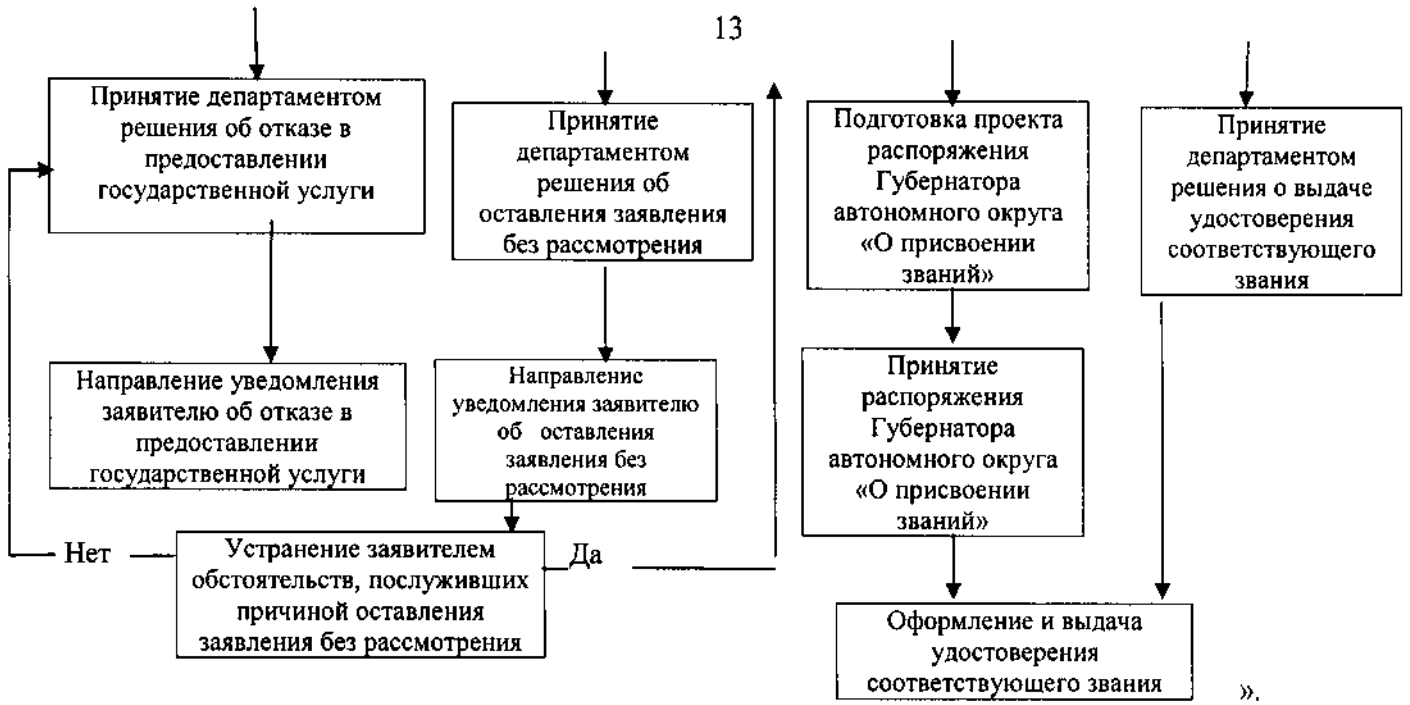 13
Принятие департаментом
решения об отказе в
предоставлении
государственной услуги
Принятие
департаментом
решения об
оставления заявления
без рассмотрения
Подготовка проекта
распоряжения
Губернатора
автономного округа
«О присвоении
званий»
Принятие
департаментом
решения о выдаче
удостоверения
соответствующего
звания
Направление уведомления
заявителю об отказе в
предоставлении
государственной услуги
Направление
уведомления заявителю
об оставления
заявления без
рассмотрения
Принятие
распоряжения
Губернатора
автономного округа
«О присвоении
званий»
Нет
Устранение заявителем
обстоятельств, послуживших
причиной оставления
заявления без рассмотрения
Да
Оформление и выдача
удостоверения
соответствующего звания
».